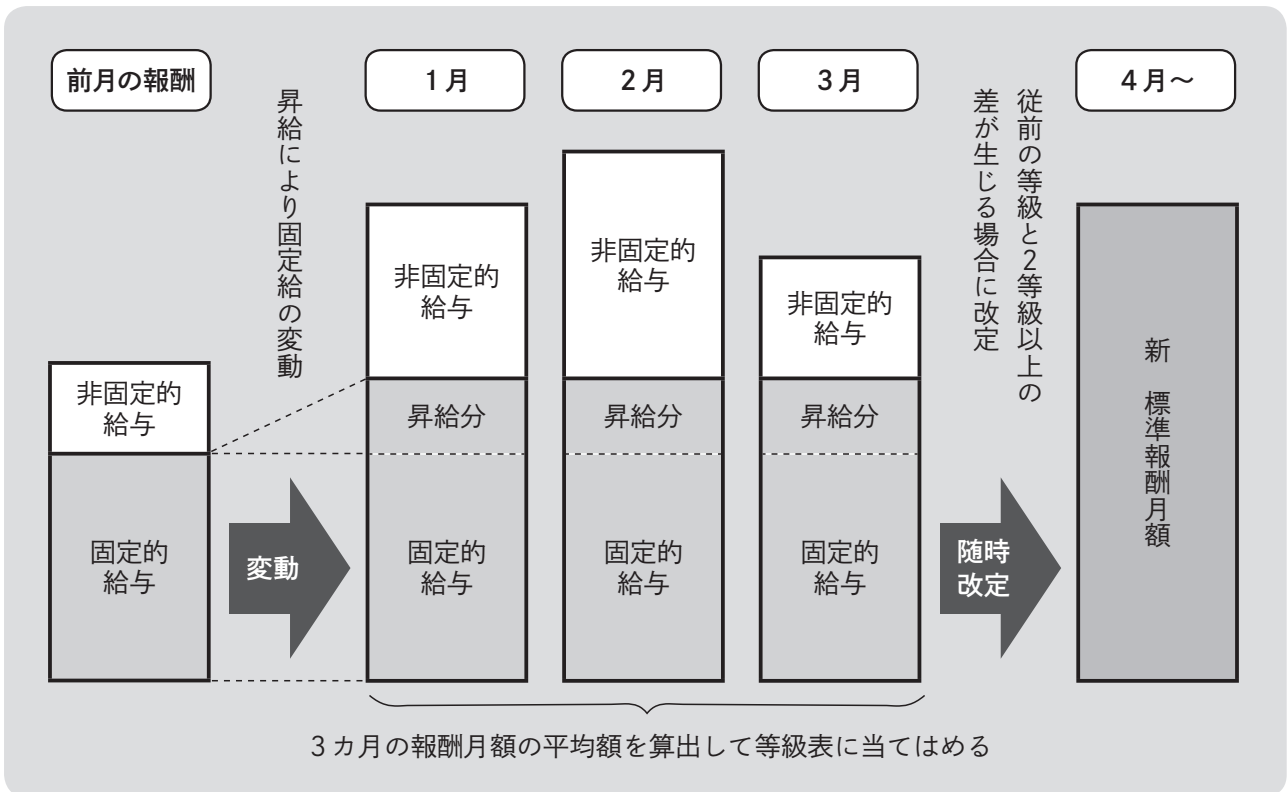 前月の報酬
昇給により固定給の変動
1月
2月
3月
従前の等級と2等級以上の
差が生じる場合に改定
4月～
非固定的
給与
固定的
給与
変動
非固定的
給与
昇給分
固定的
給与
非固定的
給与
昇給分
固定的
給与
非固定的
給与
昇給分
固定的
給与
随時
改定
新　標準報酬月額
3カ月の報酬月額の平均額を算出して等級表に当てはめる